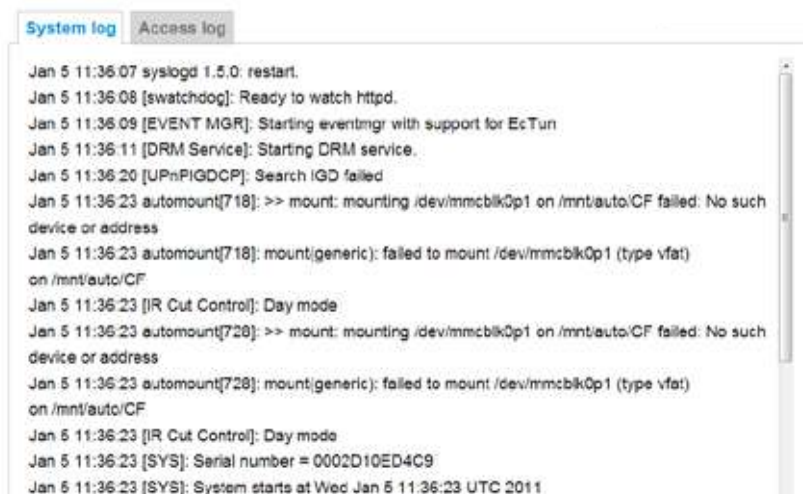 System log Access log
Jan 5 11:36:07 syslogd 1.5.0: restart.
Jan 5 11:36:08 [swatchdog]: Ready to watch httpd.
Jan 5 11:36:09 [EVENT MGR]: Starting eventmgr with support for EcTun
Jan 5 11:36:11 [DRM Service]: Starting DRM service.
Jan 5 11:36:20 [UPnPIGDCP]: Search IGD failed
Jan 5 11:36:23 automount[718]: >> mount: mounting /dev/mmcblk0p1 on /mnt/auto/CF failed: No such
device or address
Jan 5 11:36:23 automount[718]: mount(generic): failed to mount /dev/mmcblk0p1 (type vfat)
on /mnt/auto/CF
Jan 5 11:36:23 [IR Cut Control]: Day mode
Jan 5 11:36:23 automount[728]: >> mount: mounting /dev/mmcblk0p1 on /mnt/auto/CF failed: No such
device or address
Jan 5 11:36:23 automount[728]: mount(generic): failed to mount /dev/mmcblk0p1 (type vfat)
on /mnt/auto/CF
Jan 5 11:36:23 [IR Cut Control]: Day mode
Jan 5 11:36:23 [SYS]: Serial number = 0002D10ED4C9
Jan 5 11:36:23 [SYS]: System starts at Wed Jan 5 11:36:23 UTC 2011